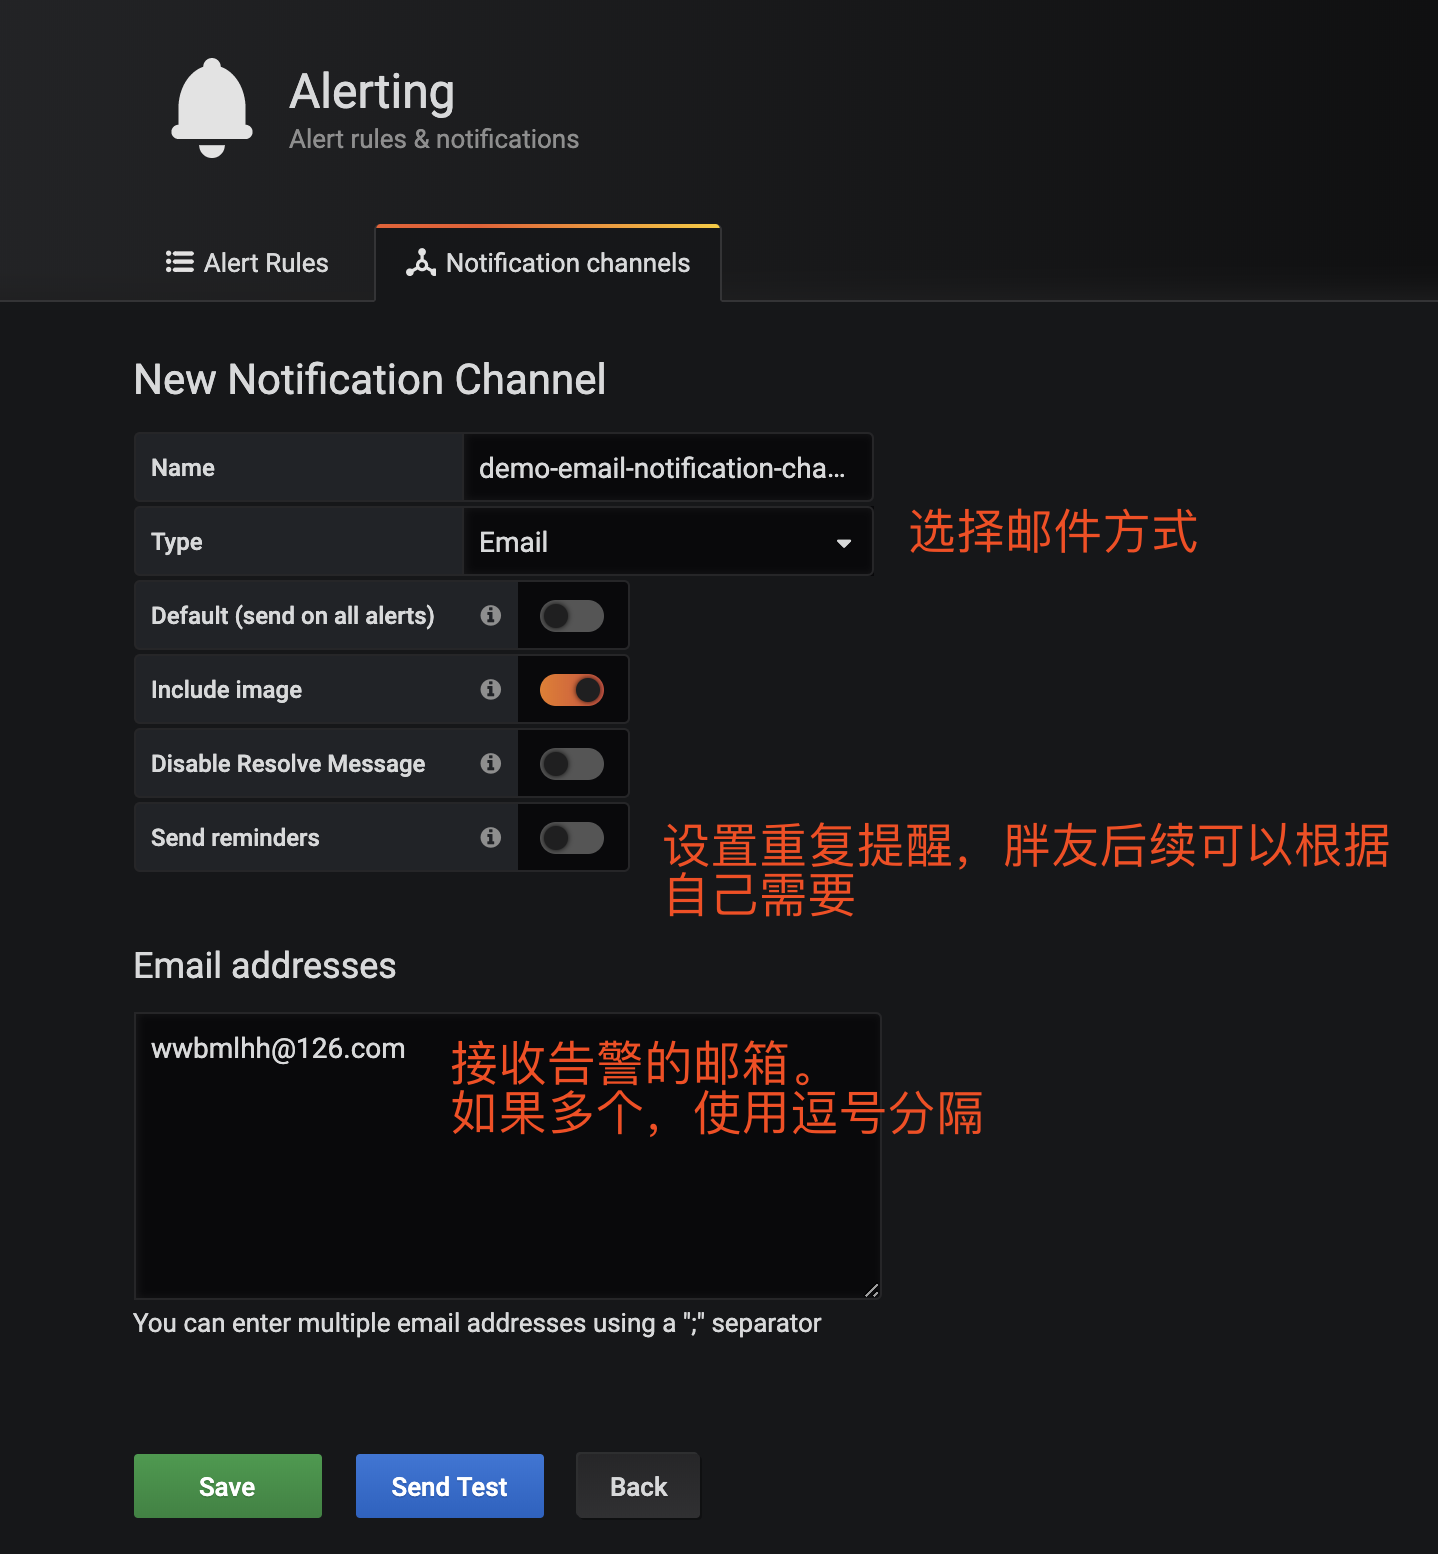 Alerting
Alert rules & notifications
Alert Rules
Notification channels
New Notification Channel
Name
demo-email-notification-cha...
Type
Email
选择邮件方式
Default (send on all alerts)
Include image
Disable Resolve Message
Send reminders
设置重复提醒，胖友后续可以根据
自己需要
Email addresses
wwbmlhh@126.com
接收告警的邮箱。
如果多个，使用逗号分隔
You can enter multiple email addresses using a ";" separator
Save
Send Test
Back